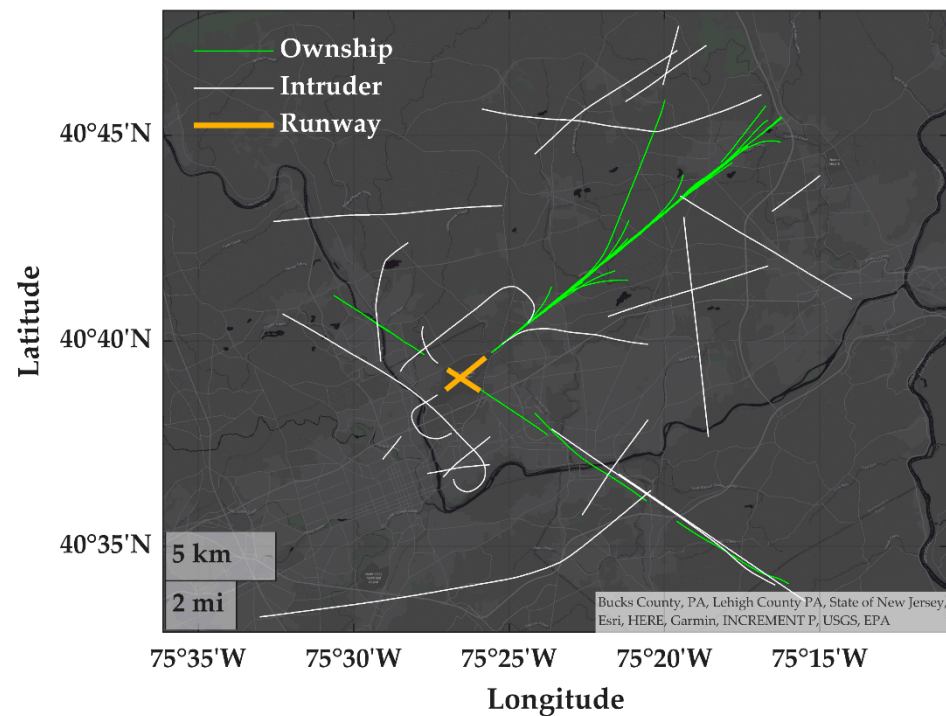 Ownship
Intruder
Runway
40°45'N
40°40'N
40°35'N
Latitude
5 km
2 mi
Bucks County, PA, Lehigh County PA, State of New Jersey,
Esri, HERE, Garmin, INCREMENT P, USGS, EPA
75°35'W 75°30'W 75°25'W 75°20'W 75°15'W
Longitude